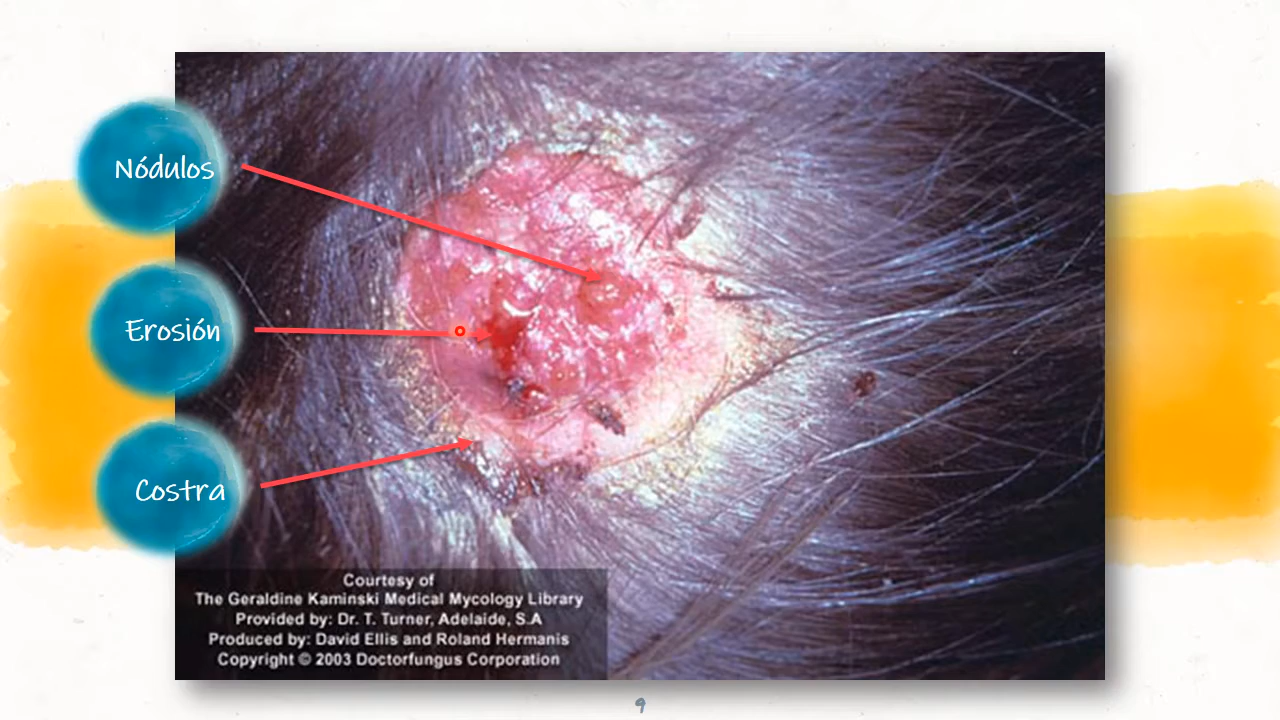 Nódulos
Erosión
Costra
Courtesy of
The Geraldine Kaminski Medical Mycology Library
Provided by: Dr. T. Turner, Adelaide, S.A
Produced by: David Ellis and Roland Hermanis
Copyright © 2003 Doctorfungus Corporation
9